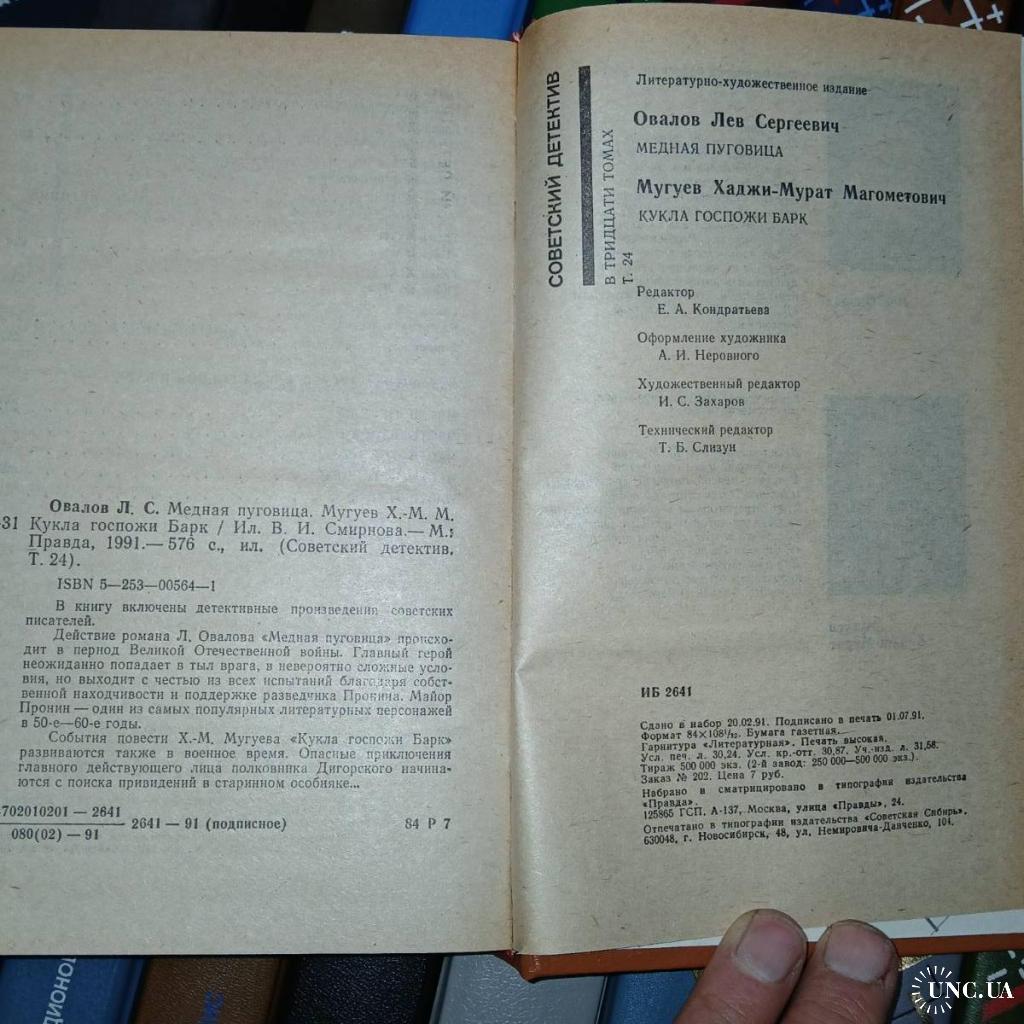 Овалов Л. С. Медная пуговица. Мугуев Х.-М. М.
-31 Кукла госпожи Барк / Ил. В. И. Смирнова.— М.:
Правда, 1991.— 576 с., ил. (Советский детектив.
Т. 24).
ISBN 5—253—00564—1
В книгу включены детективные произведения советских
писателей.
Действие романа Л. Овалова «Медная пуговица» происхо-
дит в период Великой Отечественной войны. Главный герой
неожиданно попадает в тыл врага, в невероятно сложные усло-
вия, но выходит с честью из всех испытаний благодаря собст-
венной находчивости и поддержке разведчика Пронина. Майор
Пронин — один из самых популярных литературных персонажей
в 50-е—60-е годы.
События повести Х.-М. Мугуева «Кукла госпожи Барк»
развиваются также в военное время. Опасные приключения
главного действующего лица полковника Дигорского начина-
ются с поиска привидений в старинном особняке...
4702010201 — 2641
080(02) — 91
2641 — 91 (подписное)
84 Р 7
СОВЕТСКИЙ ДЕТЕКТИВ
В ТРИДЦАТИ ТОМАХ
Т. 24
Литературно-художественное издание
Овалов Лев Сергеевич
МЕДНАЯ ПУГОВИЦА
Мугуев Хаджи-Мурат Магометович
КУКЛА ГОСПОЖИ БАРК
Редактор
Е. А. Кондратьева
Оформление художника
А. И. Неровного
Художественный редактор
И. С. Захаров
Технический редактор
Т. Б. Слизун
ИБ 2641
Сдано в набор 20.02.91. Подписано в печать 01.07.91.
Формат 84×108¹/₃₂. Бумага газетная.
Гарнитура «Литературная». Печать высокая.
Усл. печ. л. 30,24. Усл. кр.-отт. 30,87. Уч.-изд. л. 31,58.
Тираж 500 000 экз. (2-й завод: 250 000—500 000 экз.).
Заказ № 202. Цена 7 руб.
Набрано и сматрицировано в типографии издательства
«Правда».
125865 ГСП. А-137, Москва, улица «Правды», 24.
Отпечатано в типографии издательства «Советская Сибирь».
630048, г. Новосибирск, 48, ул. Немировича-Данченко, 104.
UNC.UA